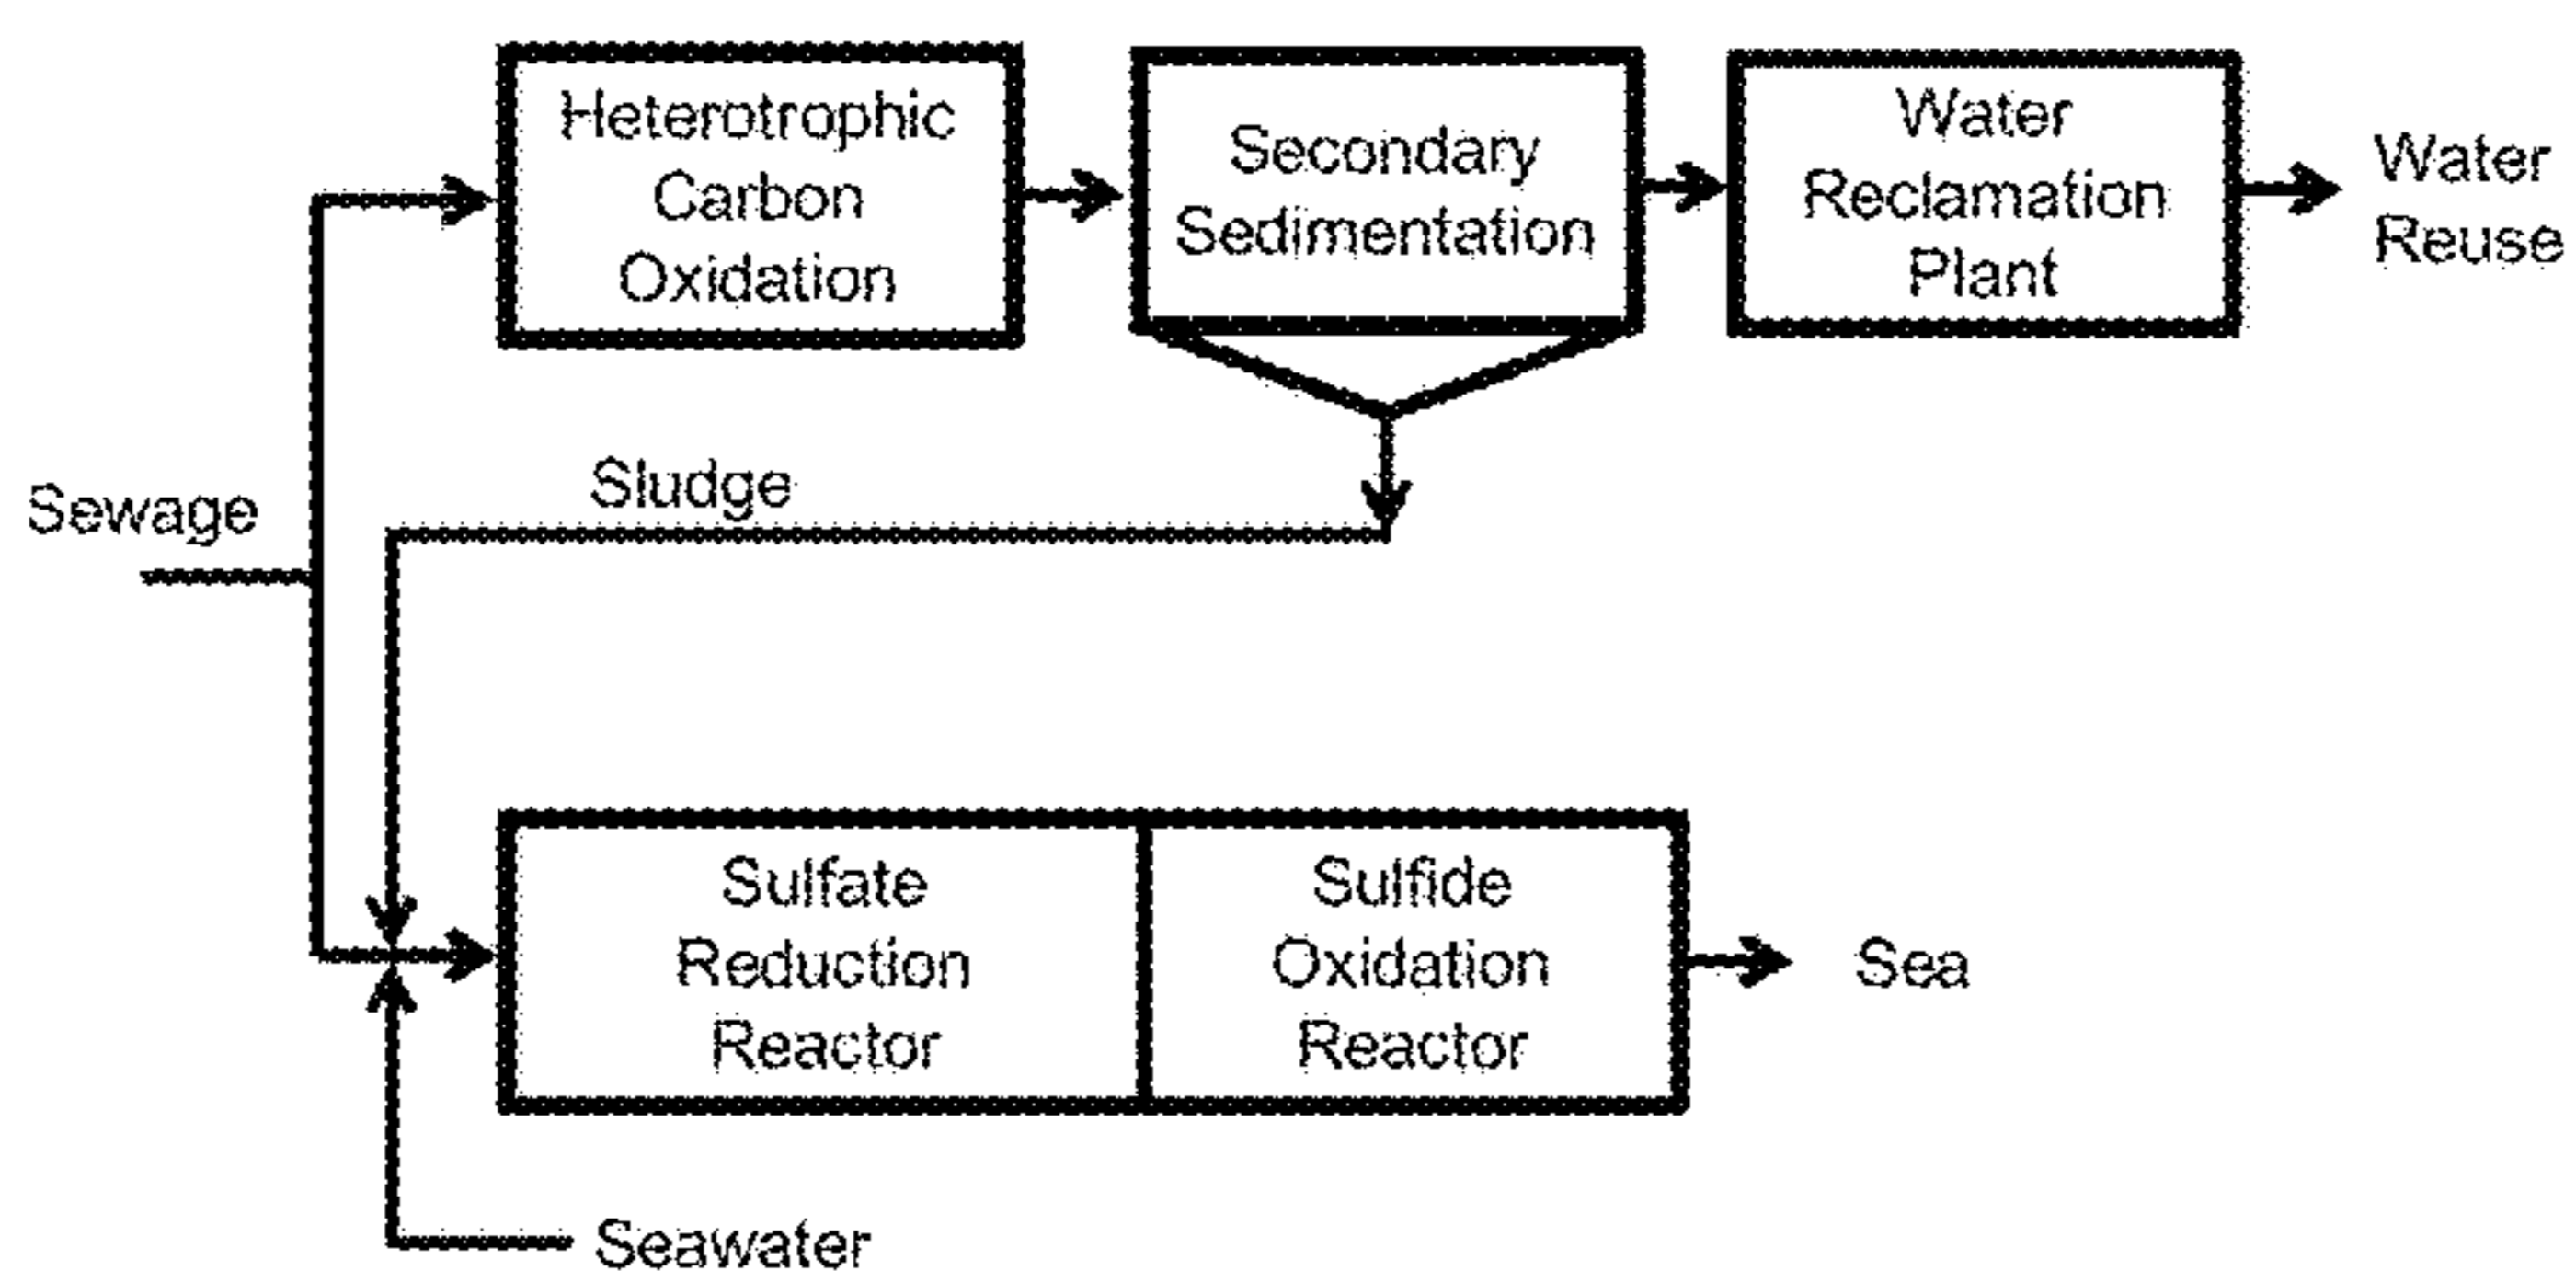 Heterotrophic
Carbon
Oxidation
Secondary
Sedimentation
Water
Reclamation
Plant
Water
Reuse
Sewage
Sludge
Sulfate
Reduction
Reactor
Sulfide
Oxidation
Reactor
Sea
Seawater